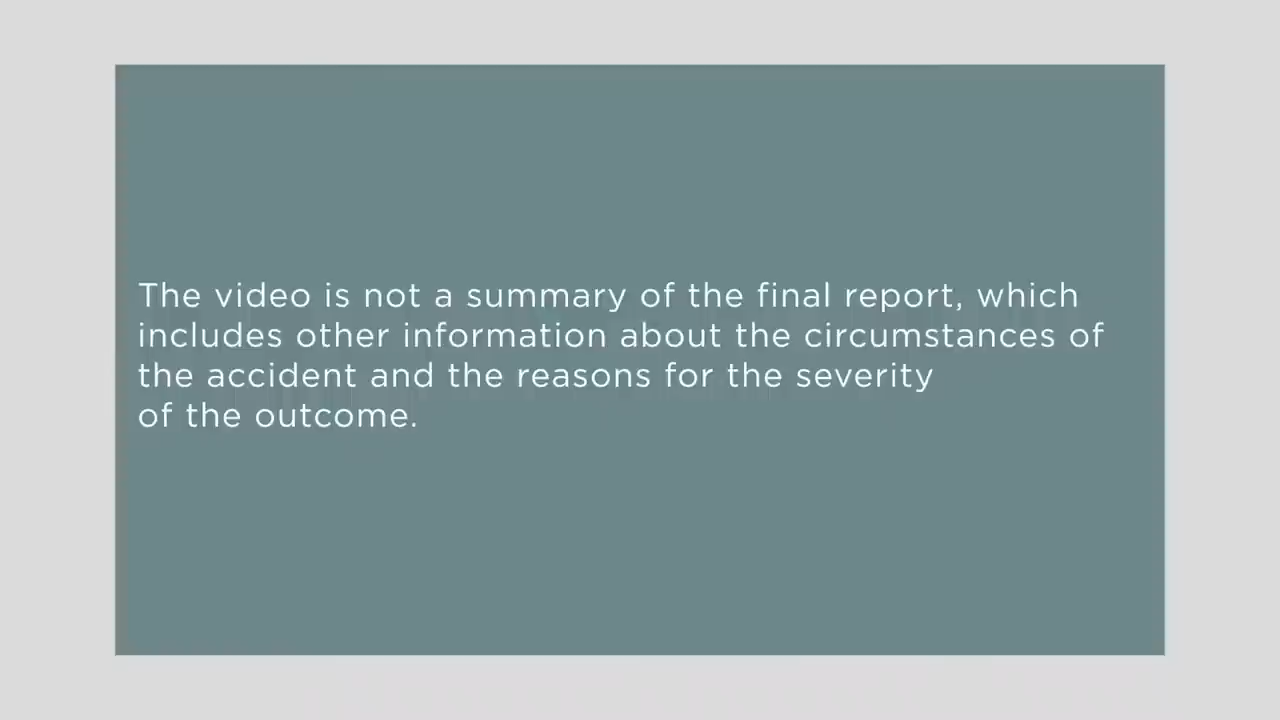 The video is not a summary of the final report, which
includes other information about the circumstances of
the accident and the reasons for the severity
of the outcome.